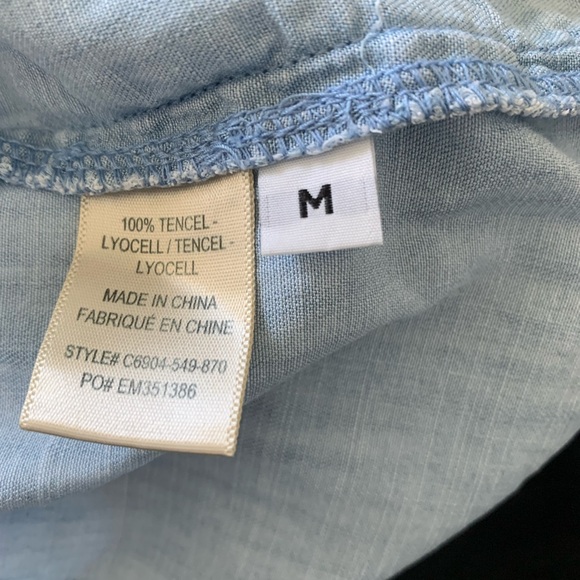 100% TENCEL-
LYOCELL / TENCEL-
LYOCELL
MADE IN CHINA
FABRIQUÉ EN CHINE
STYLE# C6904-549-870
PO# EM351386
M